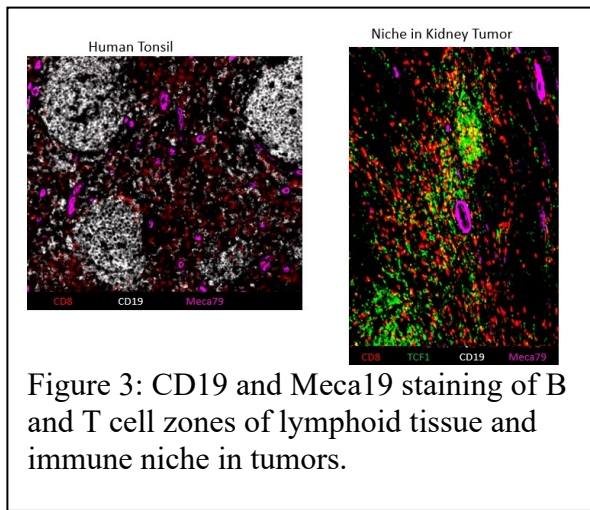 Human Tonsil
CD8 CD19 Meca79
Niche in Kidney Tumor
CD8 TCF1 CD19 Meca79
Figure 3: CD19 and Meca19 staining of B
and T cell zones of lymphoid tissue and
immune niche in tumors.